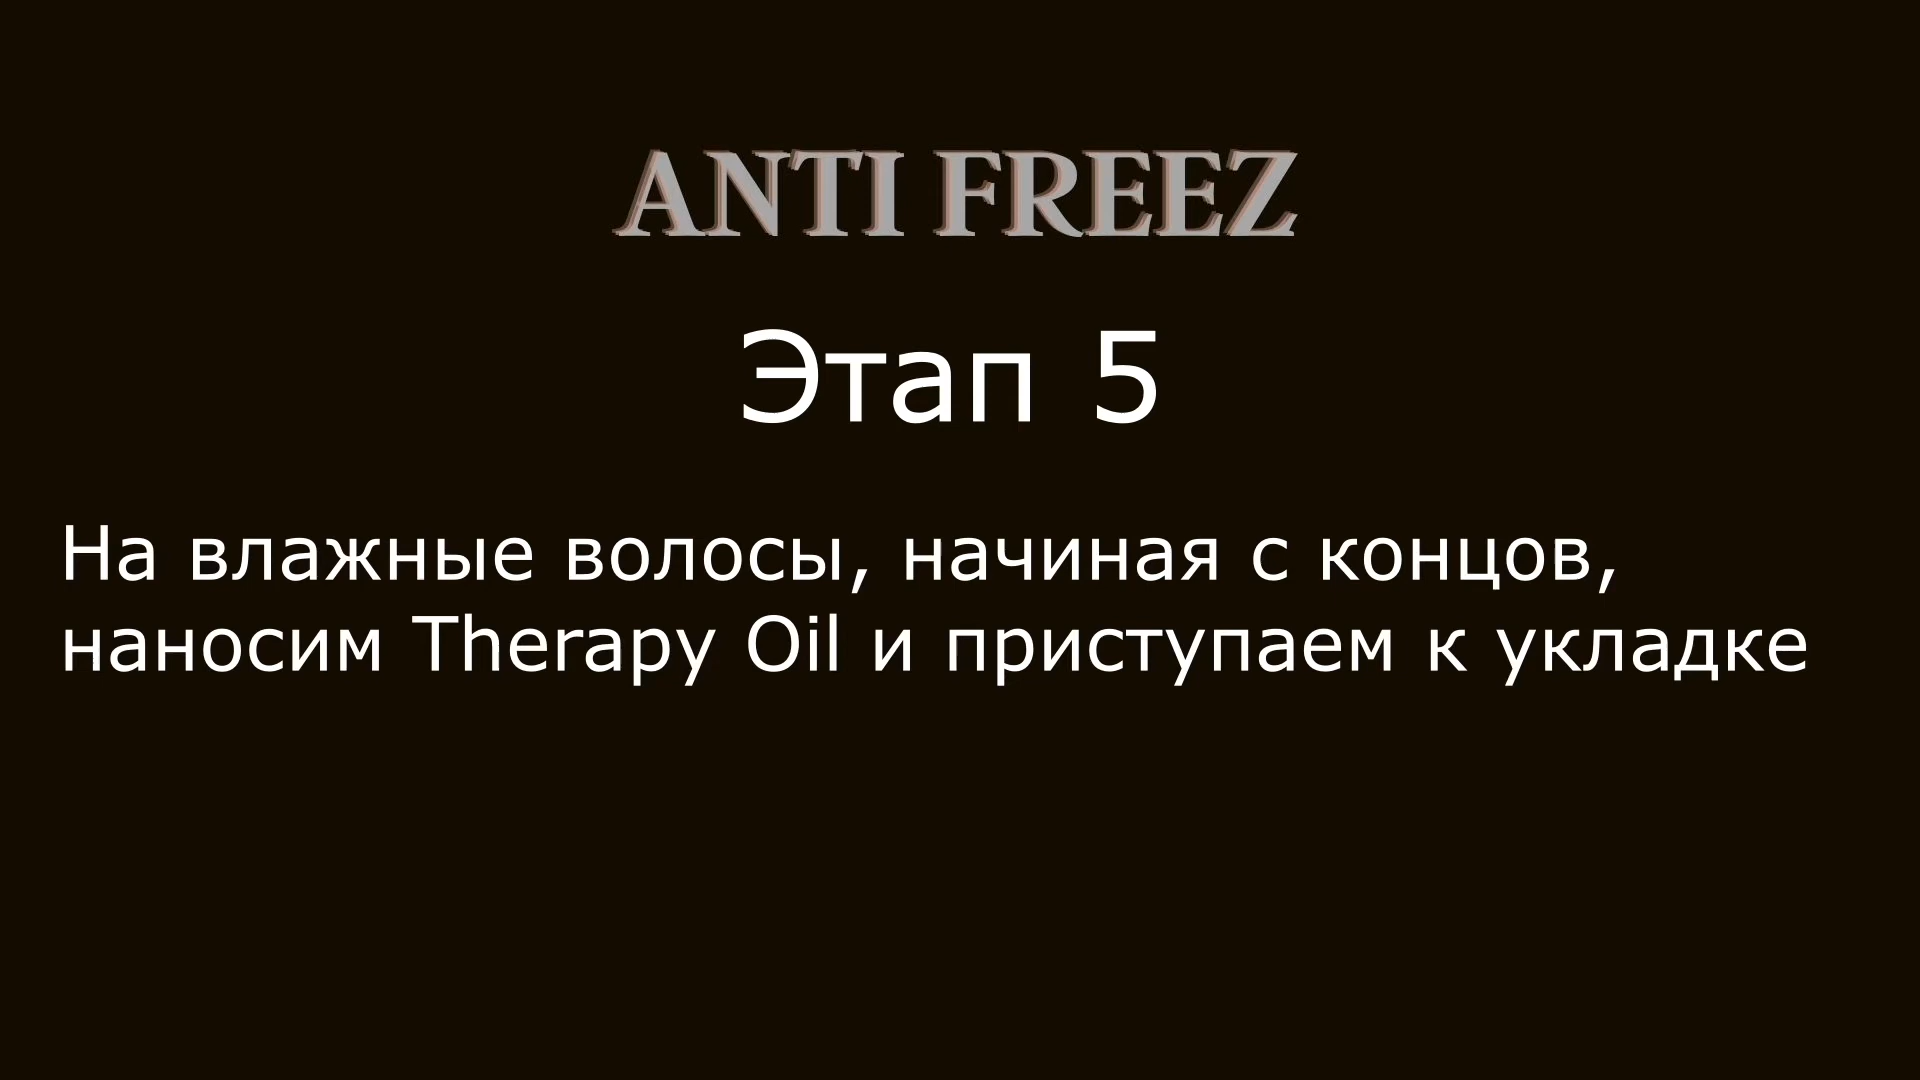 ANTI FREEZ
Этап 5
На влажные волосы, начиная с концов,
наносим Therapy Oil и приступаем к укладке